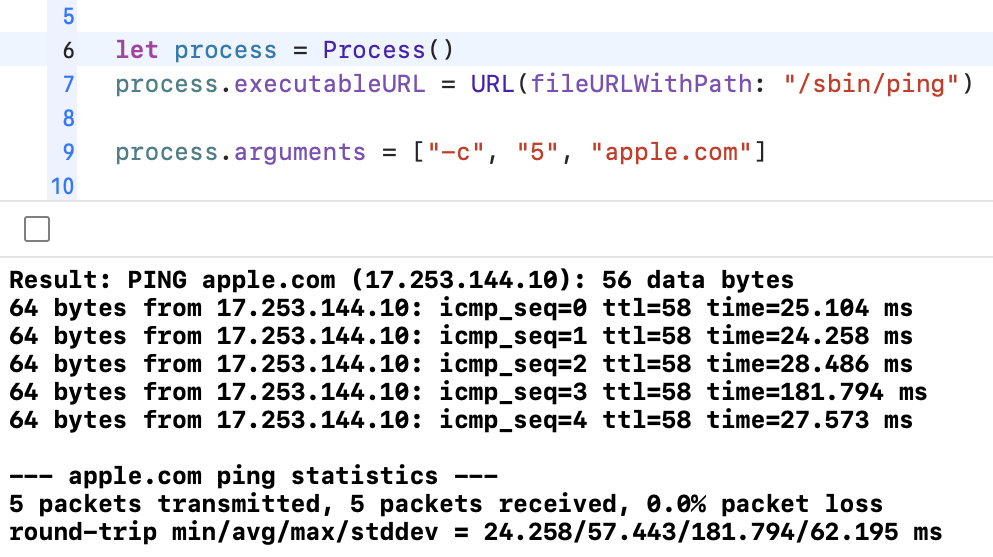 5
6 let process = Process()
7 process.executableURL = URL(fileURLWithPath: "/sbin/ping")
8
9 process.arguments = ["-c", "5", "apple.com"]
10
Result: PING apple.com (17.253.144.10): 56 data bytes
64 bytes from 17.253.144.10: icmp_seq=0 ttl=58 time=25.104 ms
64 bytes from 17.253.144.10: icmp_seq=1 ttl=58 time=24.258 ms
64 bytes from 17.253.144.10: icmp_seq=2 ttl=58 time=28.486 ms
64 bytes from 17.253.144.10: icmp_seq=3 ttl=58 time=181.794 ms
64 bytes from 17.253.144.10: icmp_seq=4 ttl=58 time=27.573 ms
--- apple.com ping statistics ---
5 packets transmitted, 5 packets received, 0.0% packet loss
round-trip min/avg/max/stddev = 24.258/57.443/181.794/62.195 ms